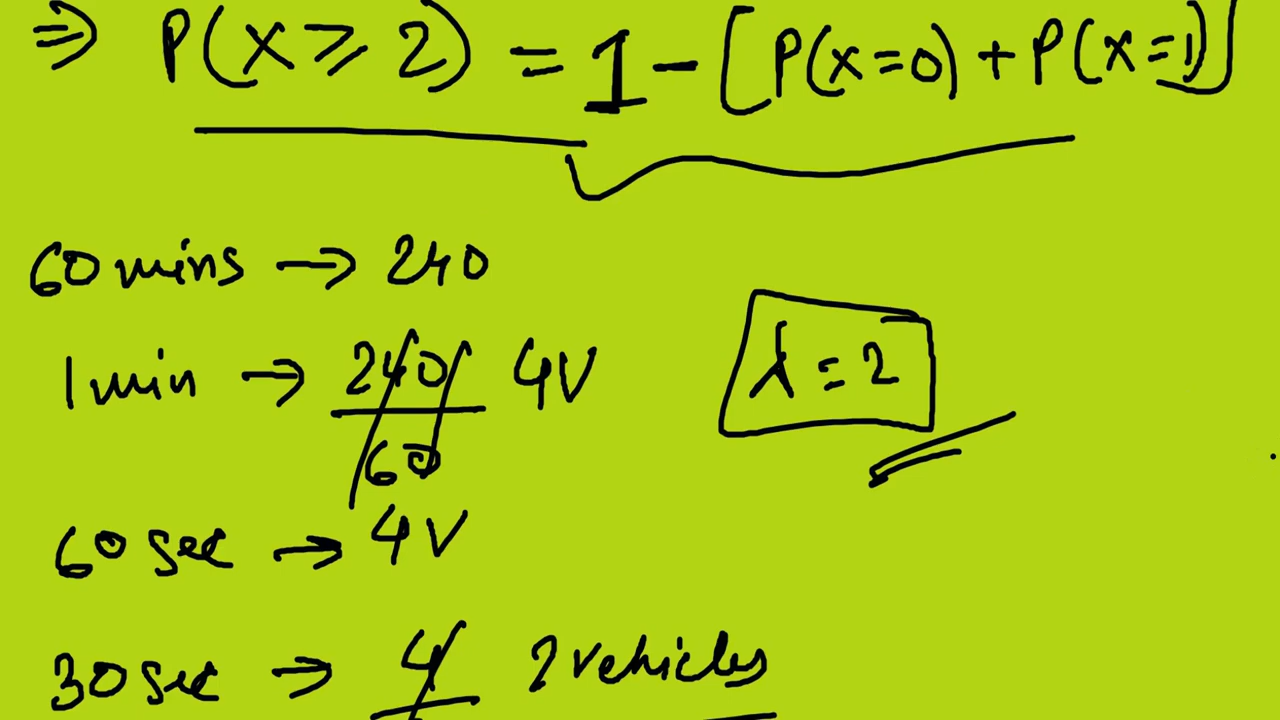 ⇒ P(X ≥ 2) = 1 - [P(X=0) + P(X=1)]
60 mins → 240
1 min → 240/60 4V
λ = 2
60 sec → 4V
30 sec → 4 2 vehicles